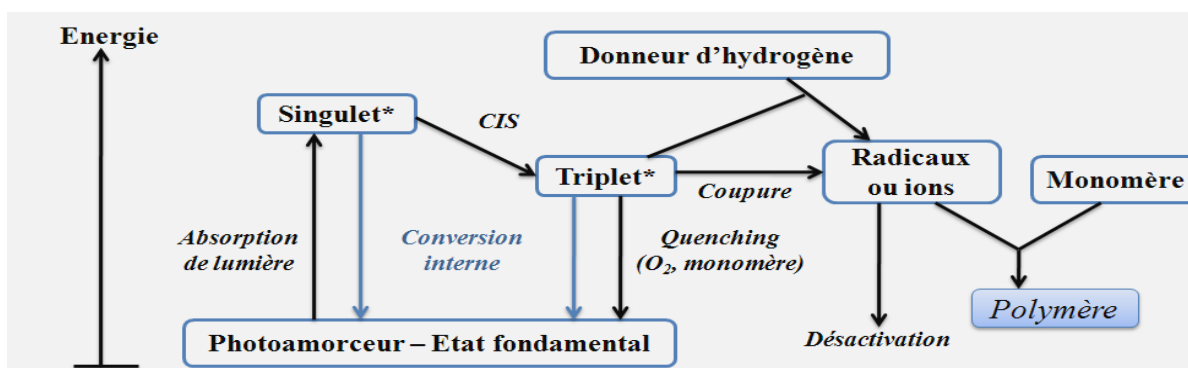 Energie
Donneur d’hydrogène
Singulet*
CIS
Triplet*
Coupure
Radicaux
ou ions
Monomère
Absorption
de lumière
Conversion
interne
Quenching
(O₂, monomère)
Polymère
Photoamorceur – Etat fondamental
Désactivation